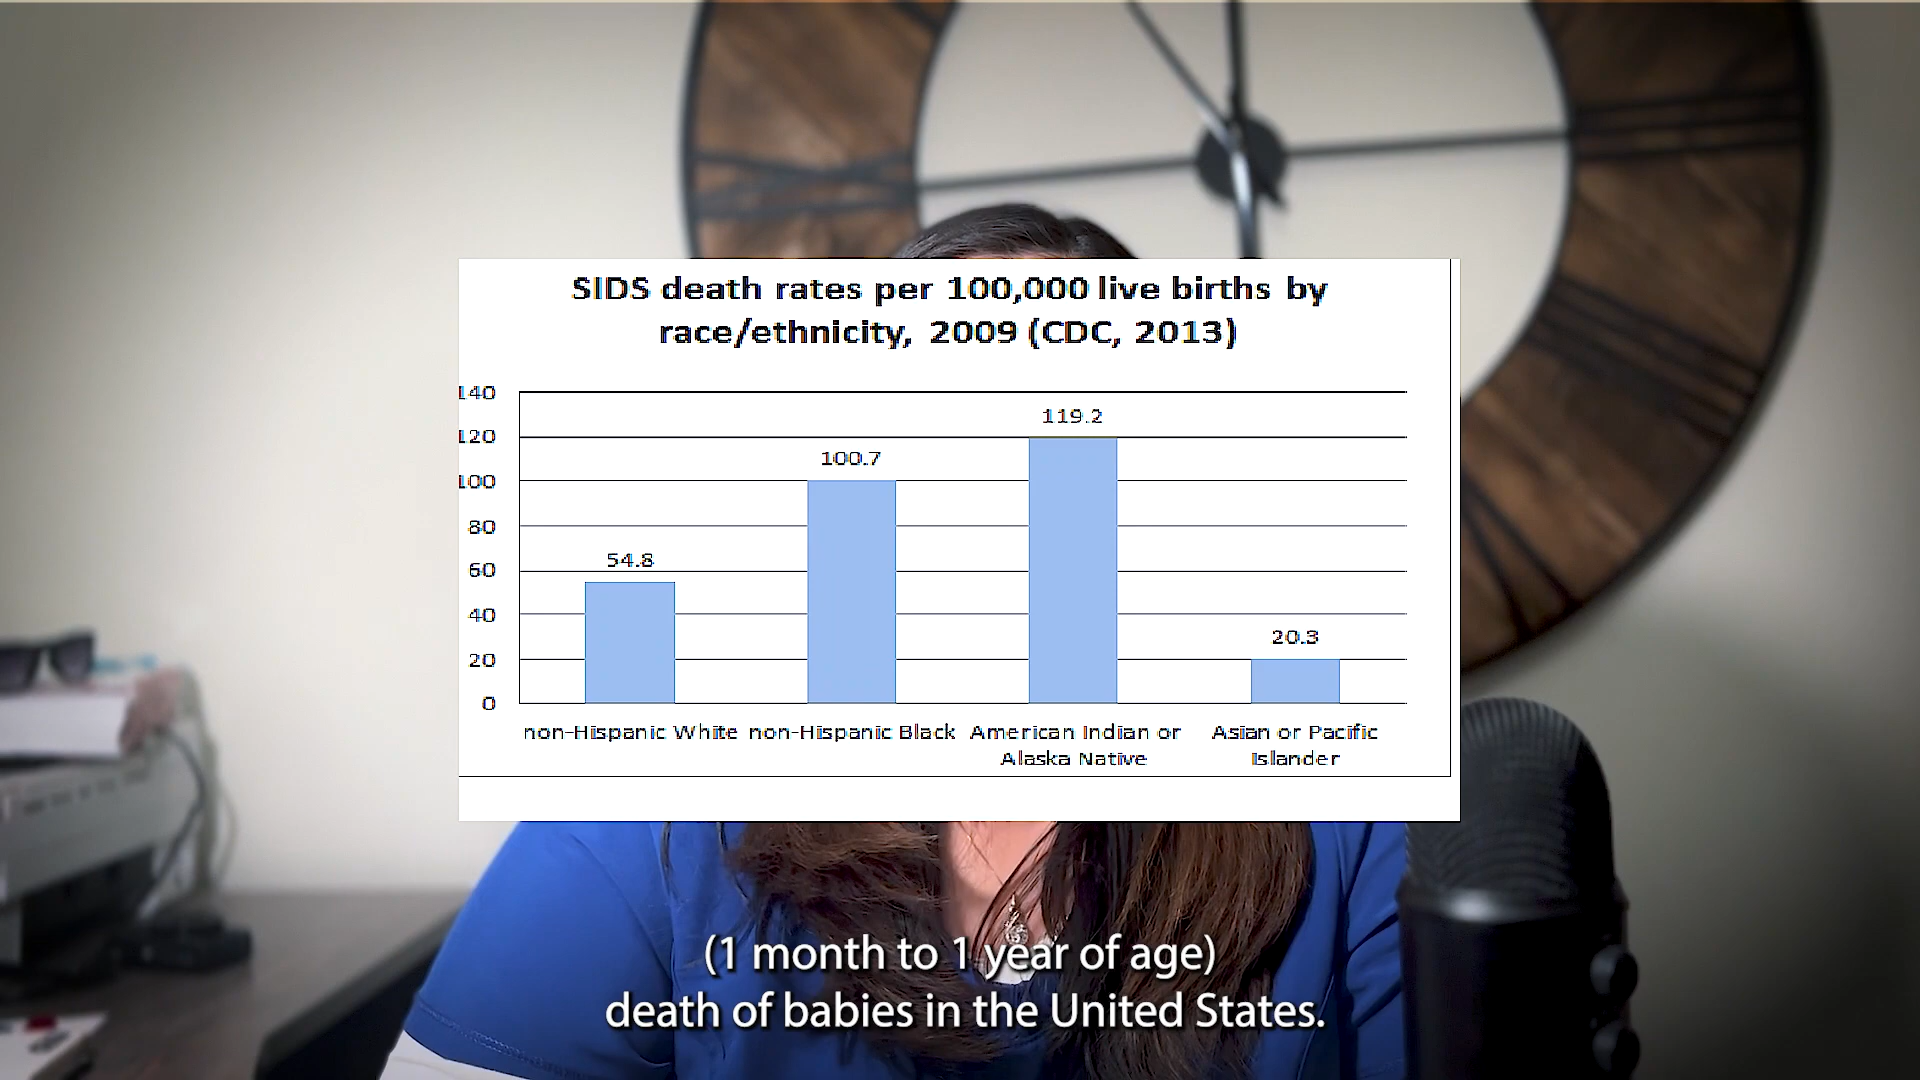 SIDS death rates per 100,000 live births by
race/ethnicity, 2009 (CDC, 2013)
140
120
100
80
60
40
20
0
54.8
100.7
119.2
20.3
non-Hispanic White non-Hispanic Black American Indian or Asian or Pacific
Alaska Native Islander
(1 month to 1 year of age)
death of babies in the United States.